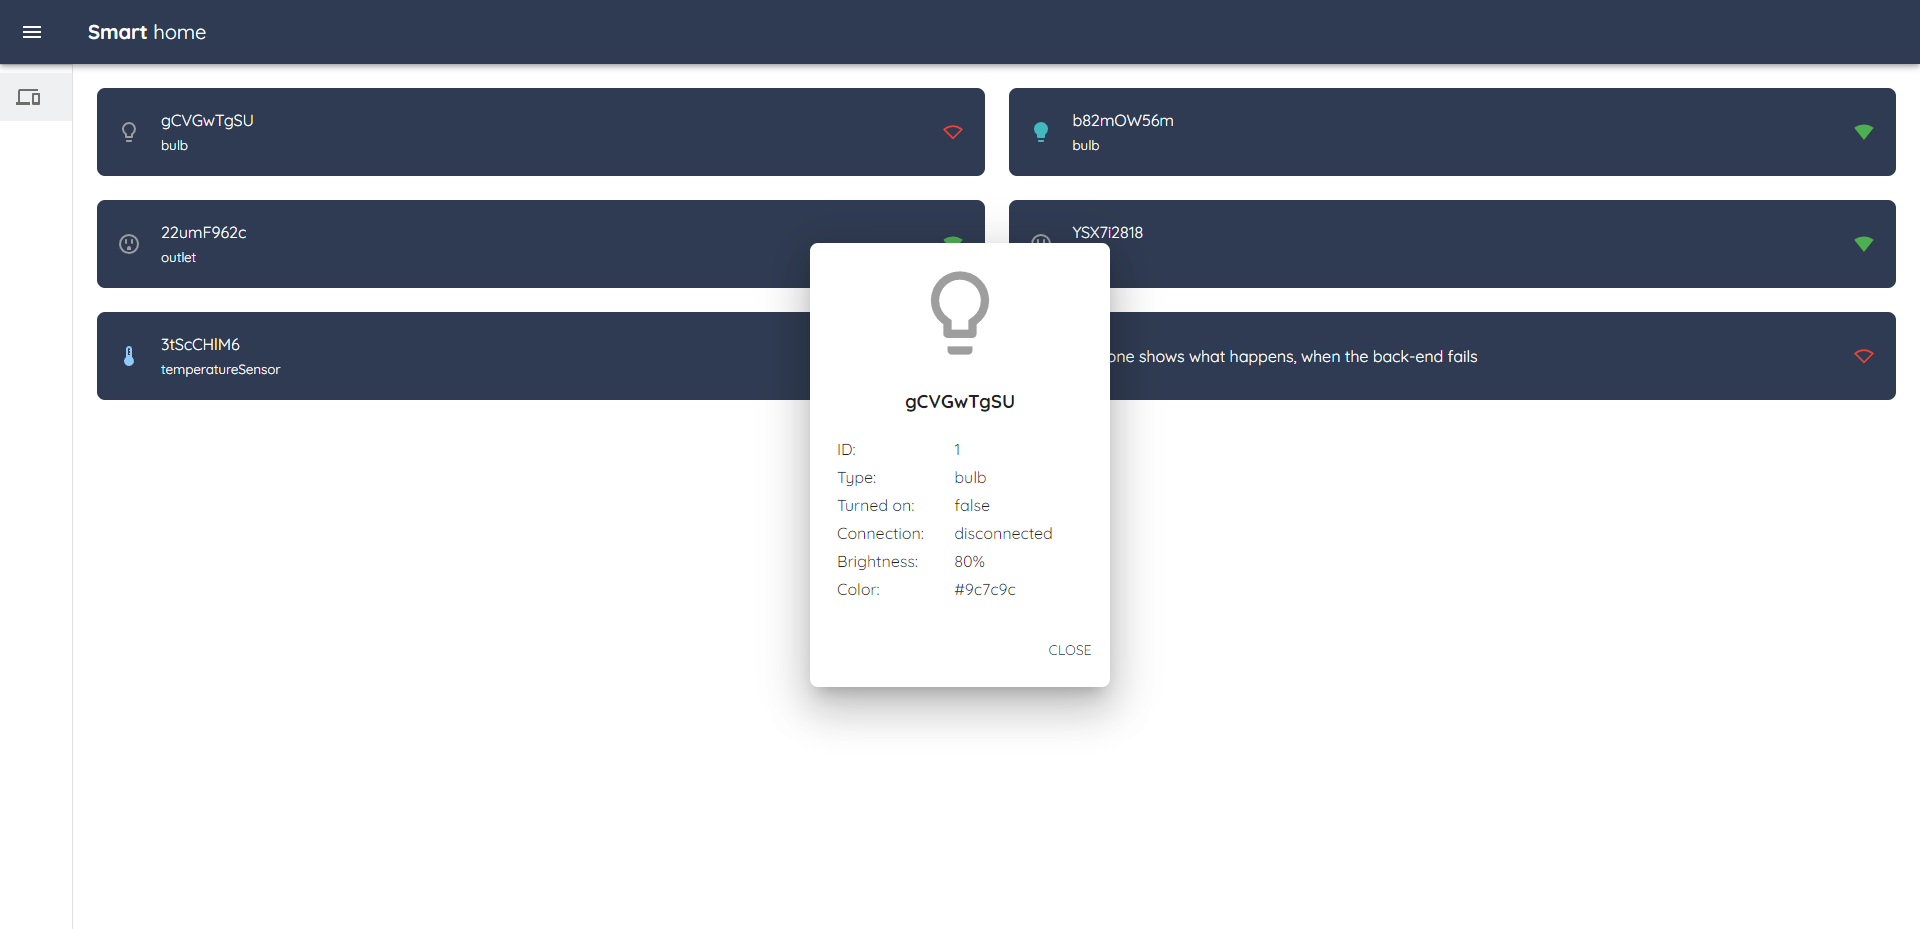 Smart home
gCVGwTgSU
bulb
b82mOW56m
bulb
22umF962c
outlet
YSX7i2818
3tScCHlM6
temperatureSensor
one shows what happens, when the back-end fails
gCVGwTgSU
ID: 1
Type: bulb
Turned on: false
Connection: disconnected
Brightness: 80%
Color: #9c7c9c
CLOSE